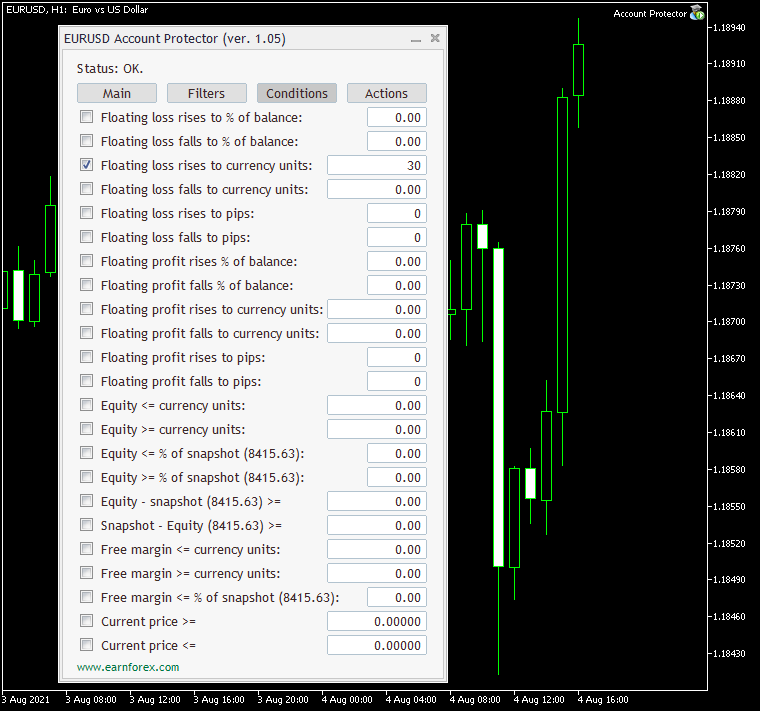 EURUSD, H1: Euro vs US Dollar
Account Protector
EURUSD Account Protector (ver. 1.05)
Status: OK.
Main Filters Conditions Actions
Floating loss rises to % of balance: 0.00
Floating loss falls to % of balance: 0.00
Floating loss rises to currency units: 30
Floating loss falls to currency units: 0.00
Floating loss rises to pips: 0
Floating loss falls to pips: 0
Floating profit rises % of balance: 0.00
Floating profit falls % of balance: 0.00
Floating profit rises to currency units: 0.00
Floating profit falls to currency units: 0.00
Floating profit rises to pips: 0
Floating profit falls to pips: 0
Equity <= currency units: 0.00
Equity >= currency units: 0.00
Equity <= % of snapshot (8415.63): 0.00
Equity >= % of snapshot (8415.63): 0.00
Equity - snapshot (8415.63) >= 0.00
Snapshot - Equity (8415.63) >= 0.00
Free margin <= currency units: 0.00
Free margin >= currency units: 0.00
Free margin <= % of snapshot (8415.63): 0.00
Current price >= 0.00000
Current price <= 0.00000
www.earnforex.com
1.18940
1.18910
1.18880
1.18850
1.18820
1.18790
1.18760
1.18730
1.18700
1.18670
1.18640
1.18610
1.18580
1.18550
1.18520
1.18490
1.18460
1.18430
3 Aug 2021 3 Aug 08:00 3 Aug 12:00 3 Aug 16:00 3 Aug 20:00 4 Aug 00:00 4 Aug 04:00 4 Aug 08:00 4 Aug 12:00 4 Aug 16:00